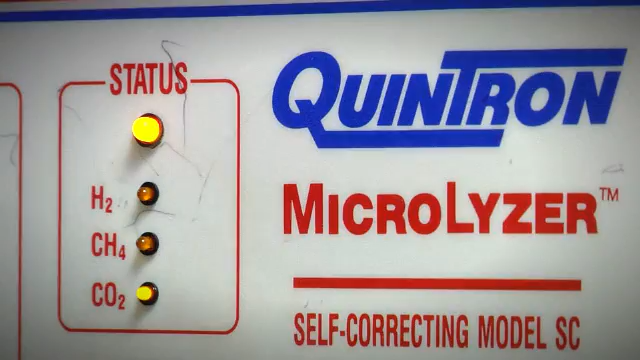 STATUS
H2
CH4
CO2
QUINTRON
MICROLYZER™
SELF-CORRECTING MODEL SC